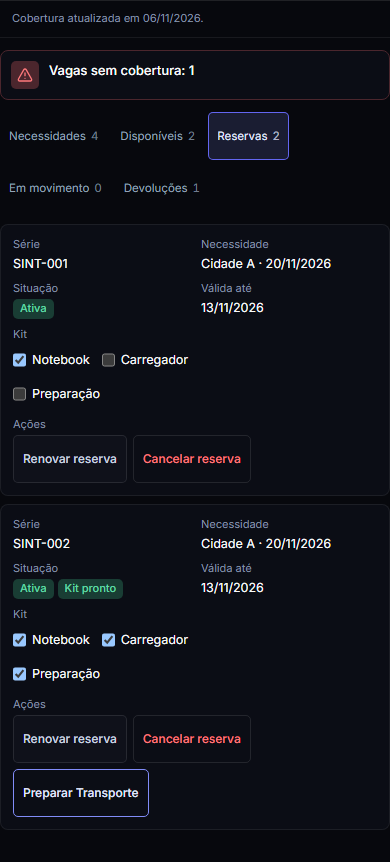 Cobertura atualizada em 06/11/2026.
Vagas sem cobertura: 1
Necessidades 4 Disponíveis 2 Reservas 2
Em movimento 0 Devoluções 1
Série Necessidade
SINT-001 Cidade A · 20/11/2026
Situação Válida até
Ativa 13/11/2026
Kit
Notebook Carregador
Preparação
Ações
Renovar reserva Cancelar reserva
Série Necessidade
SINT-002 Cidade A · 20/11/2026
Situação Válida até
Ativa Kit pronto 13/11/2026
Kit
Notebook Carregador
Preparação
Ações
Renovar reserva Cancelar reserva
Preparar Transporte